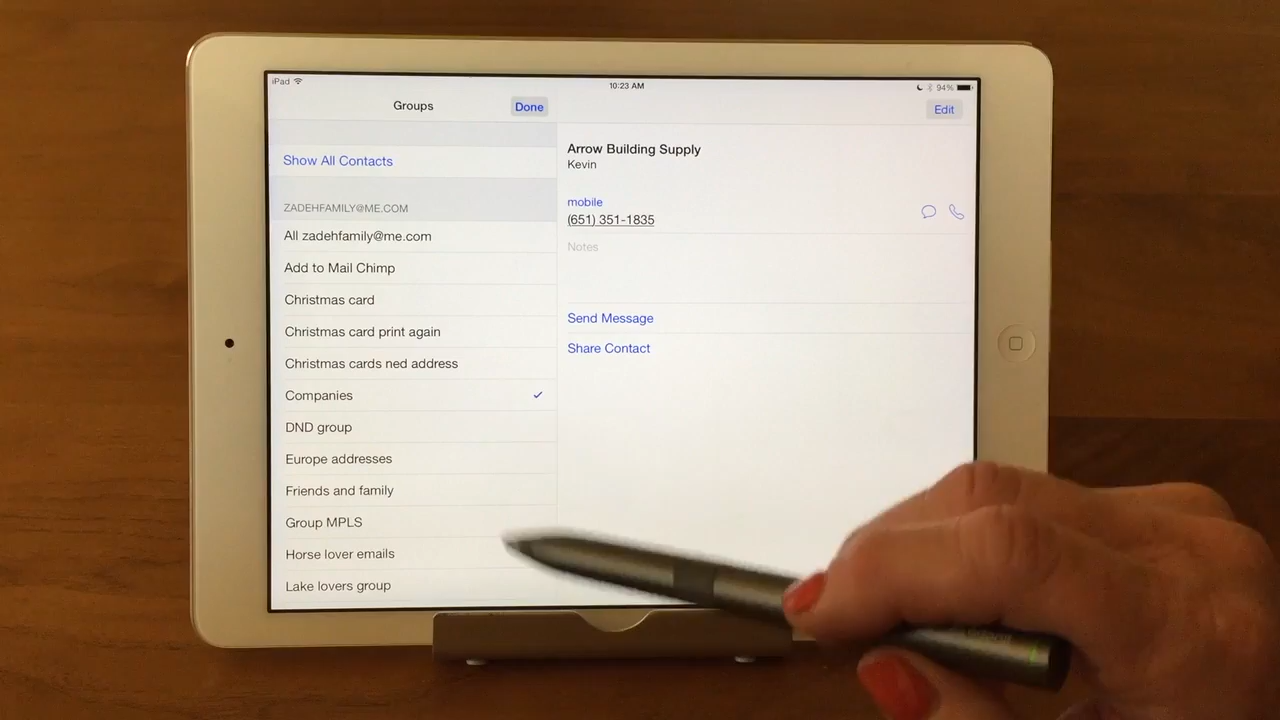 iPad
10:23 AM
94%
Groups
Done
Edit
Show All Contacts
ZADEHFAMILY@ME.COM
All zadehfamily@me.com
Add to Mail Chimp
Christmas card
Christmas card print again
Christmas cards ned address
Companies
DND group
Europe addresses
Friends and family
Group MPLS
Horse lover emails
Lake lovers group
Arrow Building Supply
Kevin
mobile
(651) 351-1835
Notes
Send Message
Share Contact